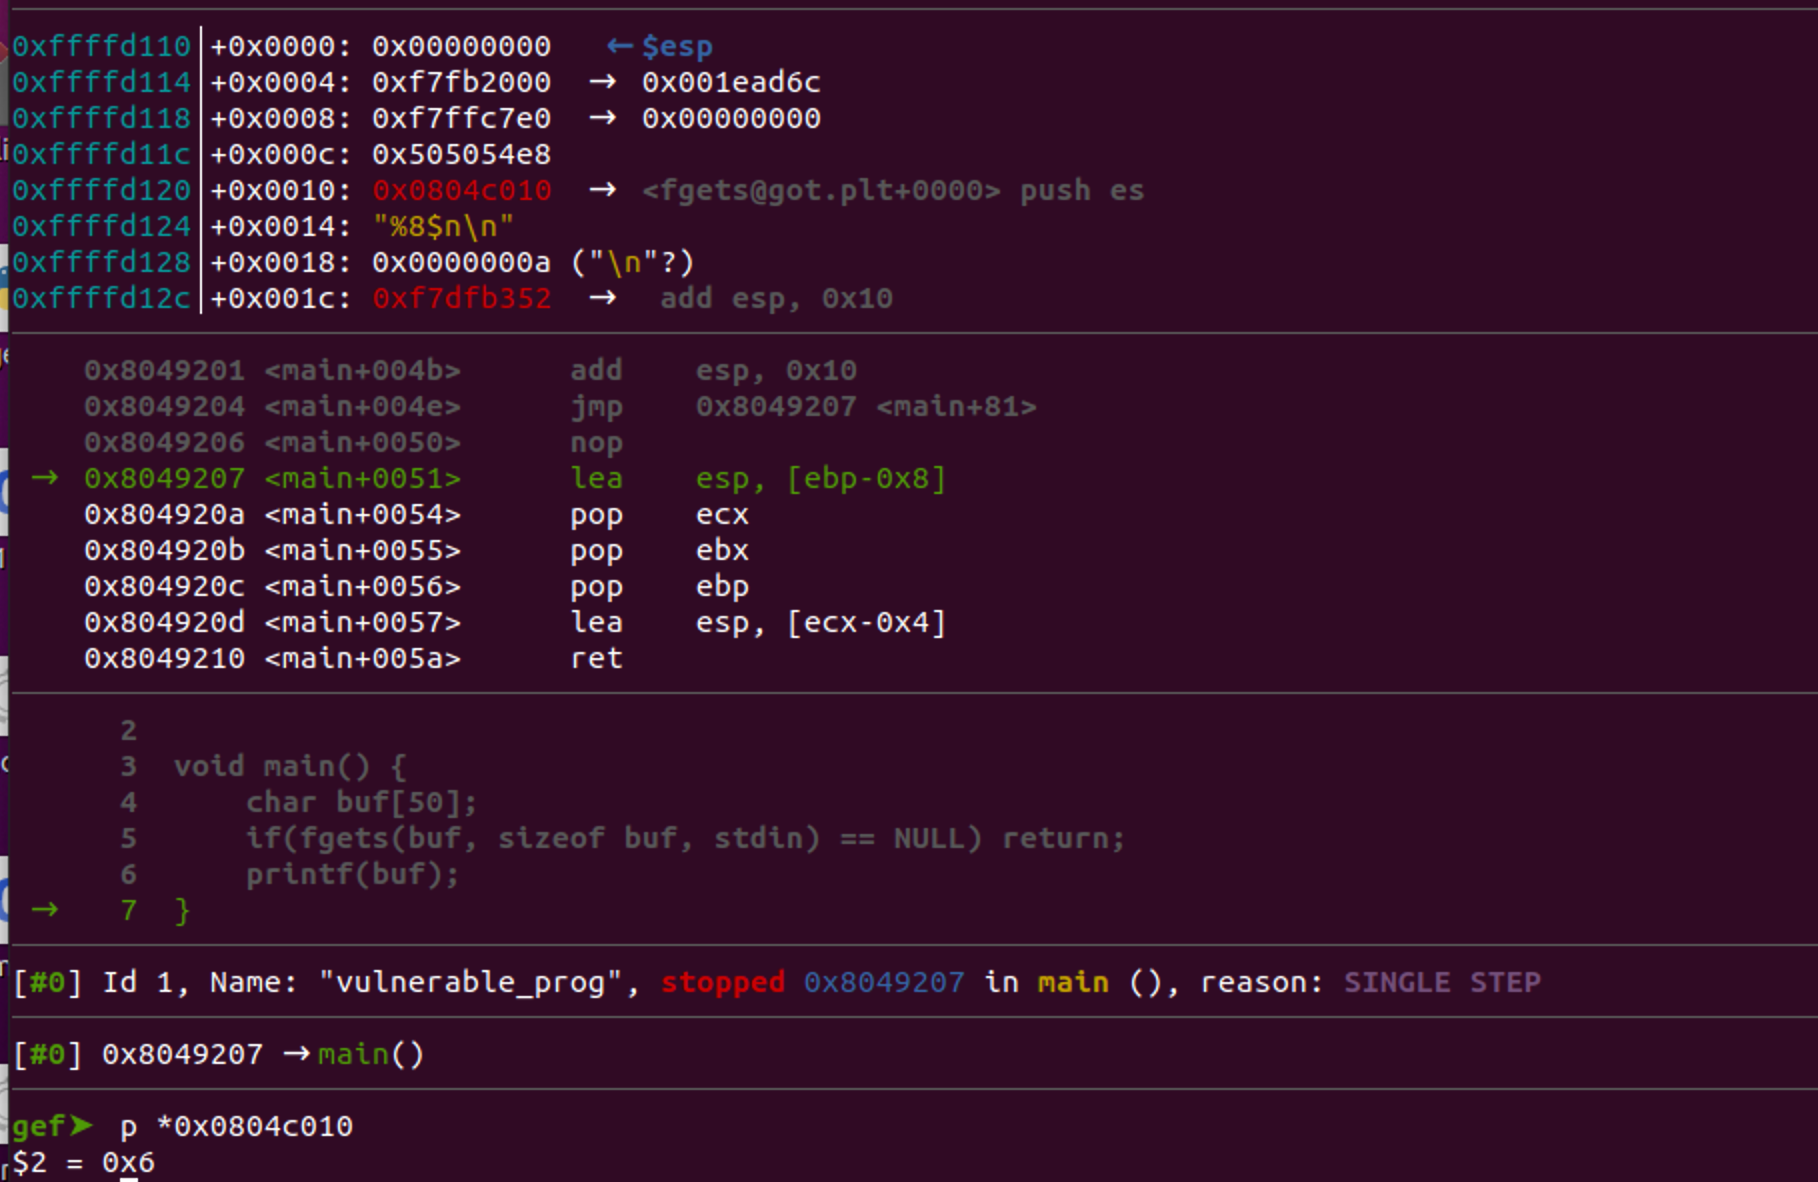 0xffffd110|+0x0000: 0x00000000   ←$esp
0xffffd114|+0x0004: 0xf7fb2000  → 0x001ead6c
0xffffd118|+0x0008: 0xf7ffc7e0  → 0x00000000
0xffffd11c|+0x000c: 0x505054e8
0xffffd120|+0x0010: 0x0804c010  → <fgets@got.plt+0000> push es
0xffffd124|+0x0014: "%8$n\n"
0xffffd128|+0x0018: 0x0000000a ("\n"?)
0xffffd12c|+0x001c: 0xf7dfb352  →  add esp, 0x10
0x8049201 <main+004b>      add    esp, 0x10
0x8049204 <main+004e>      jmp    0x8049207 <main+81>
0x8049206 <main+0050>      nop
→ 0x8049207 <main+0051>      lea    esp, [ebp-0x8]
0x804920a <main+0054>      pop    ecx
0x804920b <main+0055>      pop    ebx
0x804920c <main+0056>      pop    ebp
0x804920d <main+0057>      lea    esp, [ecx-0x4]
0x8049210 <main+005a>      ret
2
3  void main() {
4      char buf[50];
5      if(fgets(buf, sizeof buf, stdin) == NULL) return;
6      printf(buf);
→   7  }
[#0] Id 1, Name: "vulnerable_prog", stopped 0x8049207 in main (), reason: SINGLE STEP
[#0] 0x8049207 →main()
gef➤  p *0x0804c010
$2 = 0x6